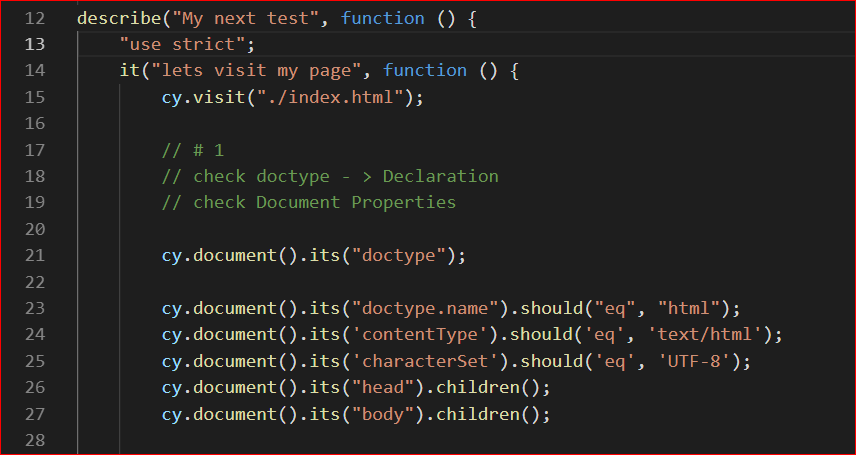 12 describe("My next test", function () {
13 "use strict";
14 it("lets visit my page", function () {
15 cy.visit("./index.html");
16
17 // # 1
18 // check doctype - > Declaration
19 // check Document Properties
20
21 cy.document().its("doctype");
22
23 cy.document().its("doctype.name").should("eq", "html");
24 cy.document().its('contentType').should('eq', 'text/html');
25 cy.document().its('characterSet').should('eq', 'UTF-8');
26 cy.document().its("head").children();
27 cy.document().its("body").children();
28